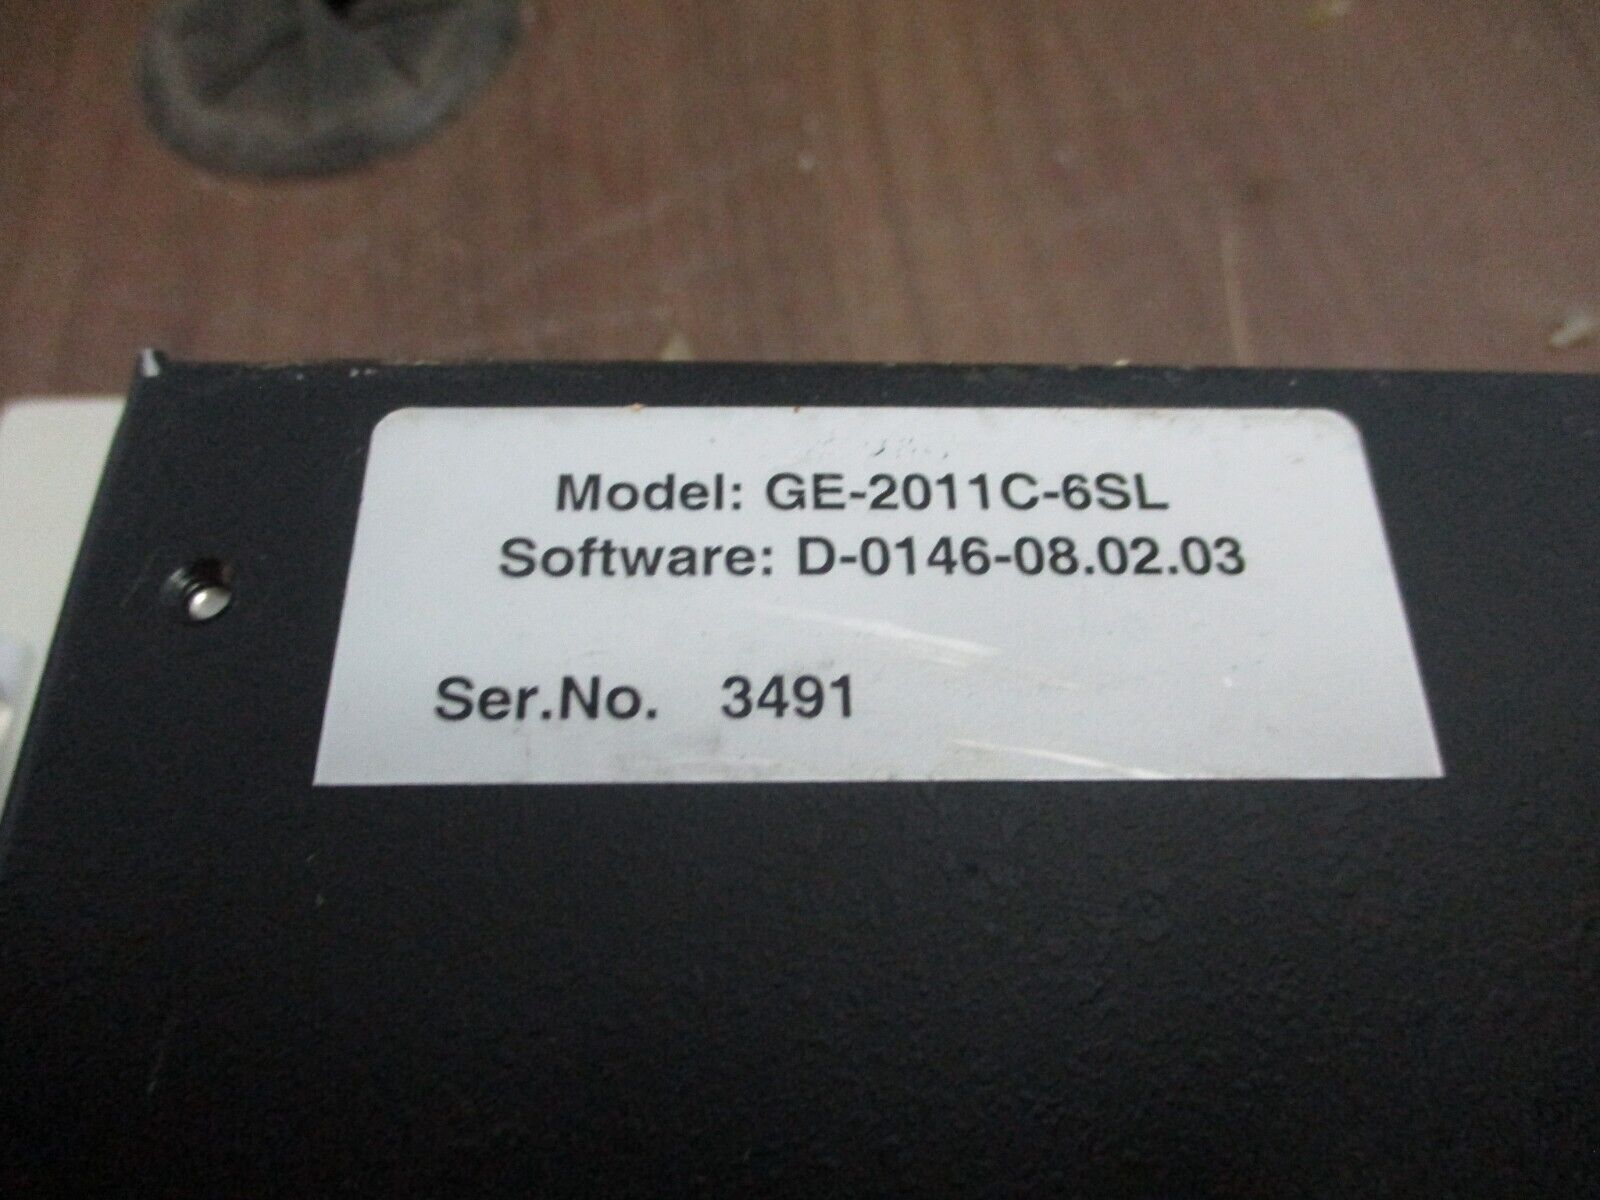 Model: GE-2011C-6SL
Software: D-0146-08.02.03
Ser.No. 3491